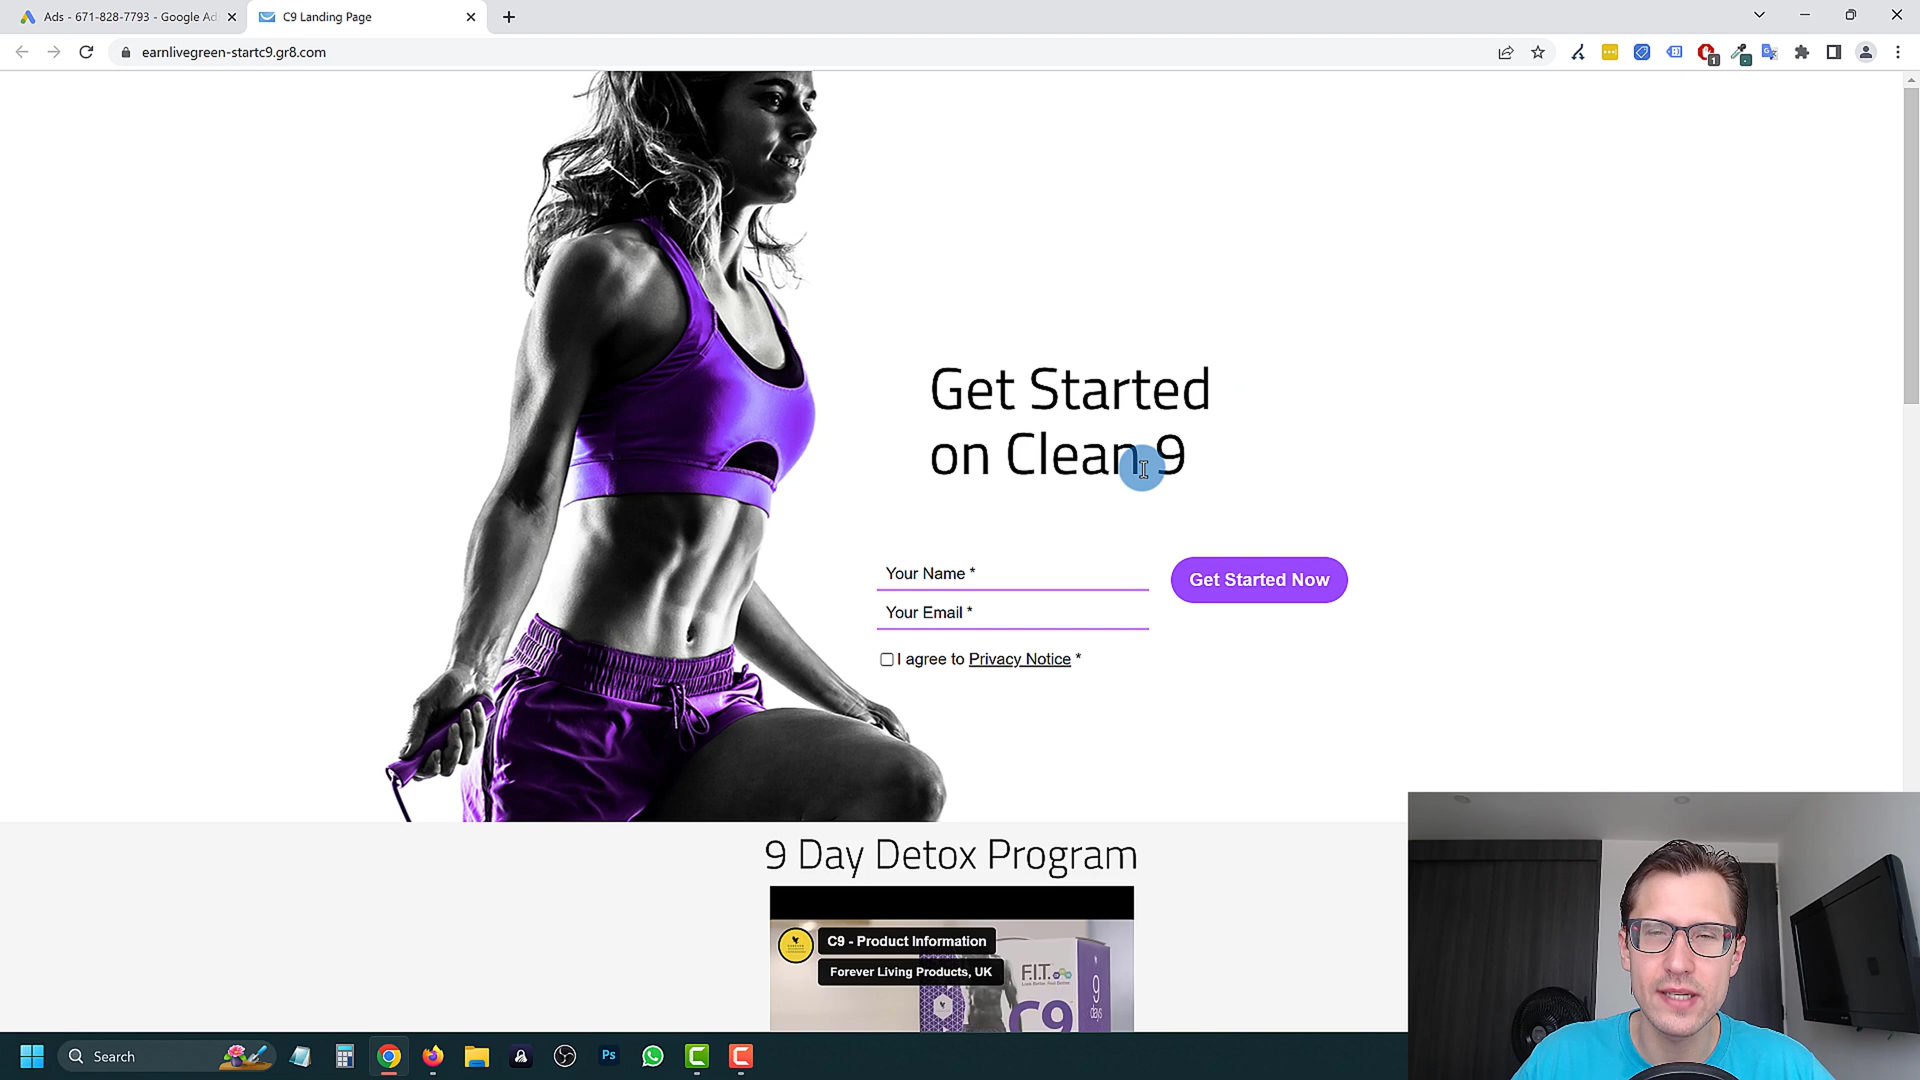 Ads - 671-828-7793 - Google Ad
C9 Landing Page
earnlivegreen-startc9.gr8.com
1
Get Started
on Clean 9
Your Name *
Get Started Now
Your Email *
I agree to Privacy Notice *
9 Day Detox Program
C9 - Product Information
Forever Living Products, UK
F.I.T.
C9
9
days
Search
Ps